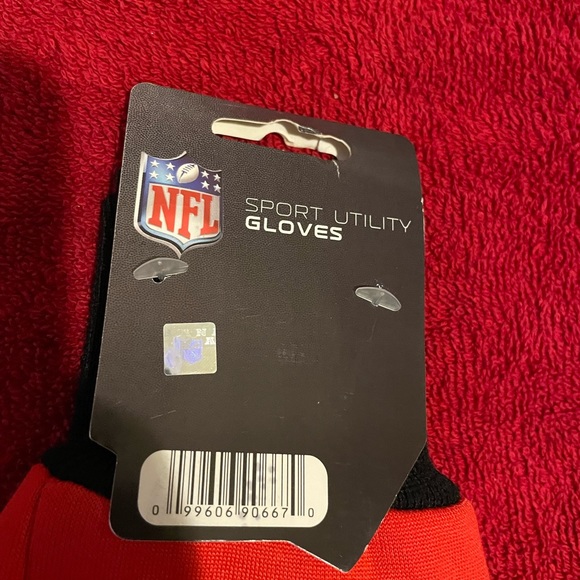 NFL
SPORT UTILITY
GLOVES
0 99606 90667 0